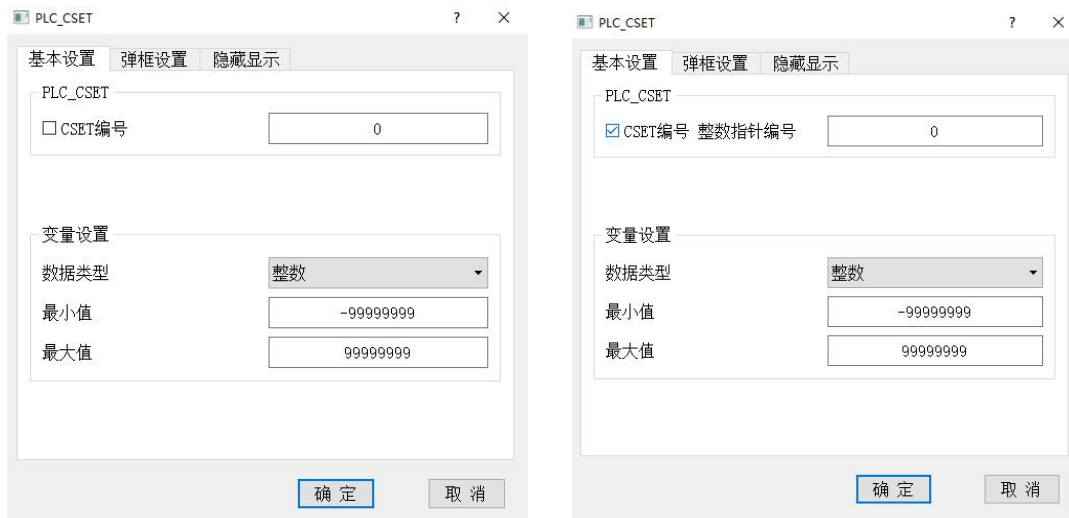 PLC_CSET ? ×
基本设置 弹框设置 隐藏显示
PLC_CSET
CSET编号 0
变量设置
数据类型 整数
最小值 -99999999
最大值 99999999
确定 取消
PLC_CSET ? ×
基本设置 弹框设置 隐藏显示
PLC_CSET
CSET编号 整数指针编号 0
变量设置
数据类型 整数
最小值 -99999999
最大值 99999999
确定 取消